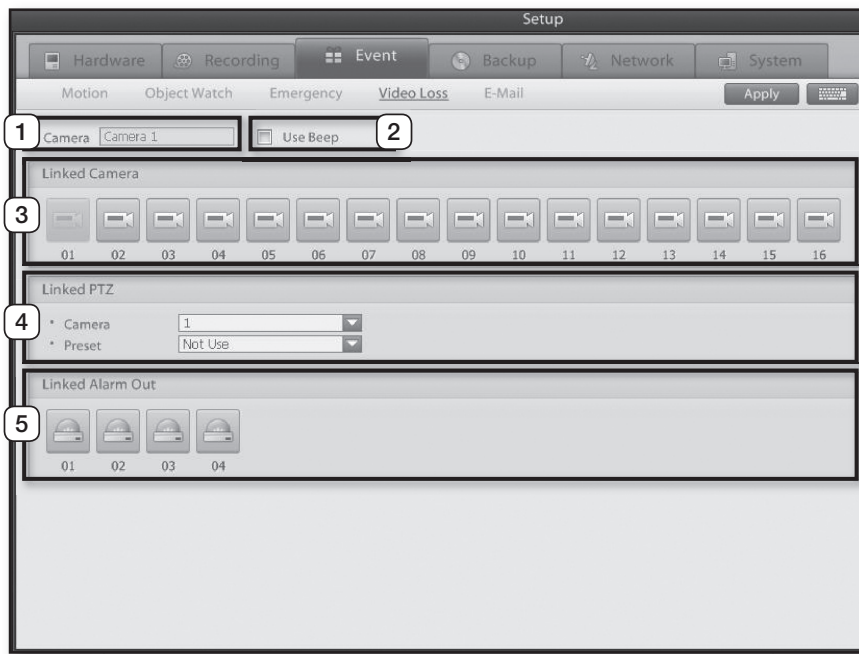 Setup
Hardware Recording Event Backup Network System
Motion Object Watch Emergency Video Loss E-Mail Apply
1 Camera Camera 1 Use Beep 2
Linked Camera
3
01 02 03 04 05 06 07 08 09 10 11 12 13 14 15 16
Linked PTZ
4
• Camera 1
• Preset Not Use
Linked Alarm Out
5
01 02 03 04